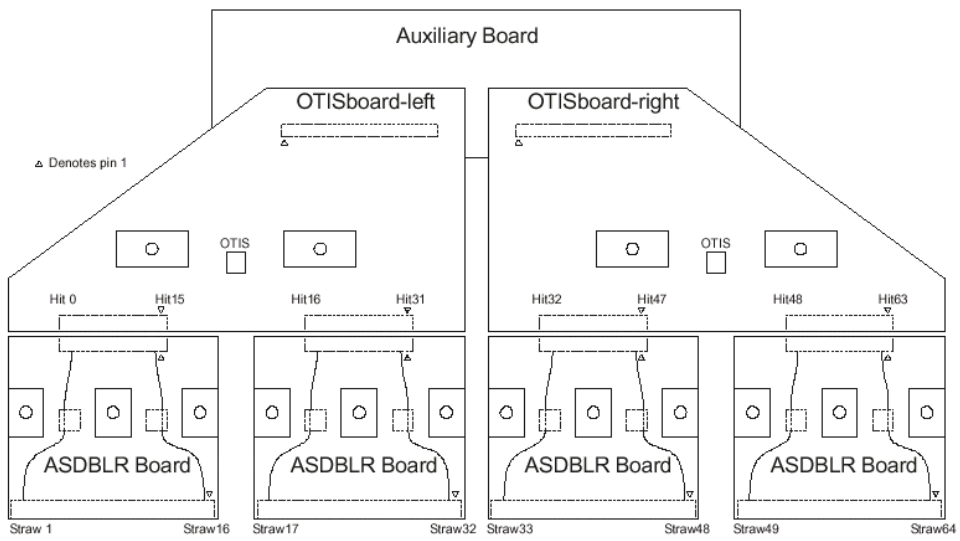 Auxiliary Board
OTISboard-left
OTISboard-right
Denotes pin 1
OTIS
OTIS
Hit 0
Hit15
Hit16
Hit31
Hit32
Hit47
Hit48
Hit63
ASDBLR Board
ASDBLR Board
ASDBLR Board
ASDBLR Board
Straw 1
Straw16
Straw17
Straw32
Straw33
Straw48
Straw49
Straw64